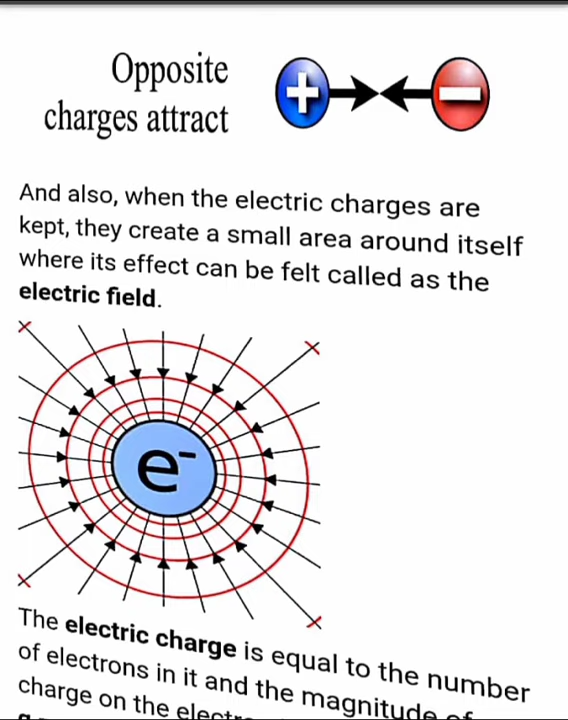 Opposite
charges attract
+
−
And also, when the electric charges are
kept, they create a small area around itself
where its effect can be felt called as the
electric field.
e⁻
The electric charge is equal to the number
of electrons in it and the magnitude of
charge on the